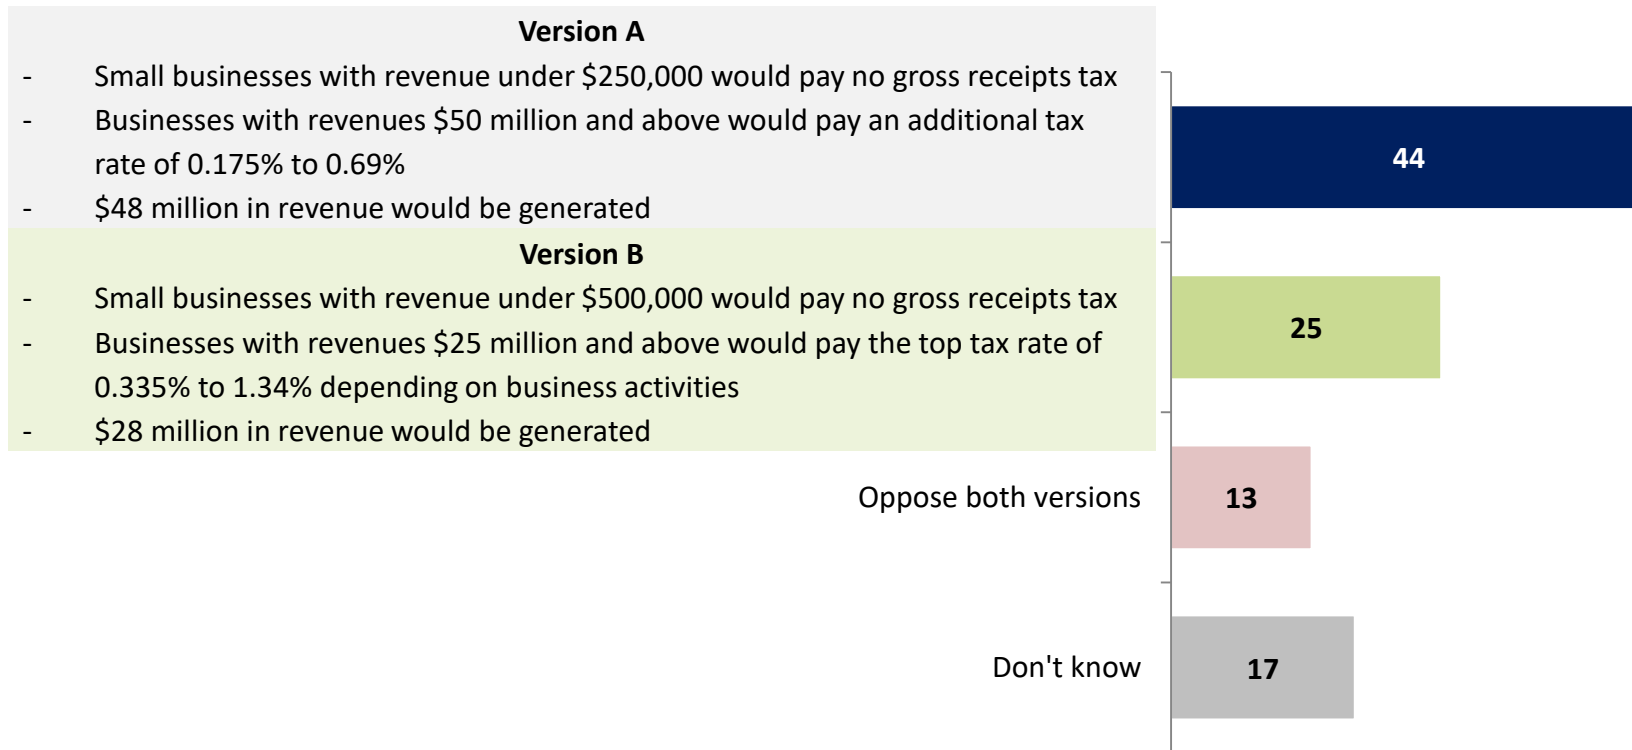 Version A
- Small businesses with revenue under $250,000 would pay no gross receipts tax
- Businesses with revenues $50 million and above would pay an additional tax
rate of 0.175% to 0.69%
- $48 million in revenue would be generated
44
Version B
- Small businesses with revenue under $500,000 would pay no gross receipts tax
- Businesses with revenues $25 million and above would pay the top tax rate of
0.335% to 1.34% depending on business activities
- $28 million in revenue would be generated
25
Oppose both versions
13
Don't know
17